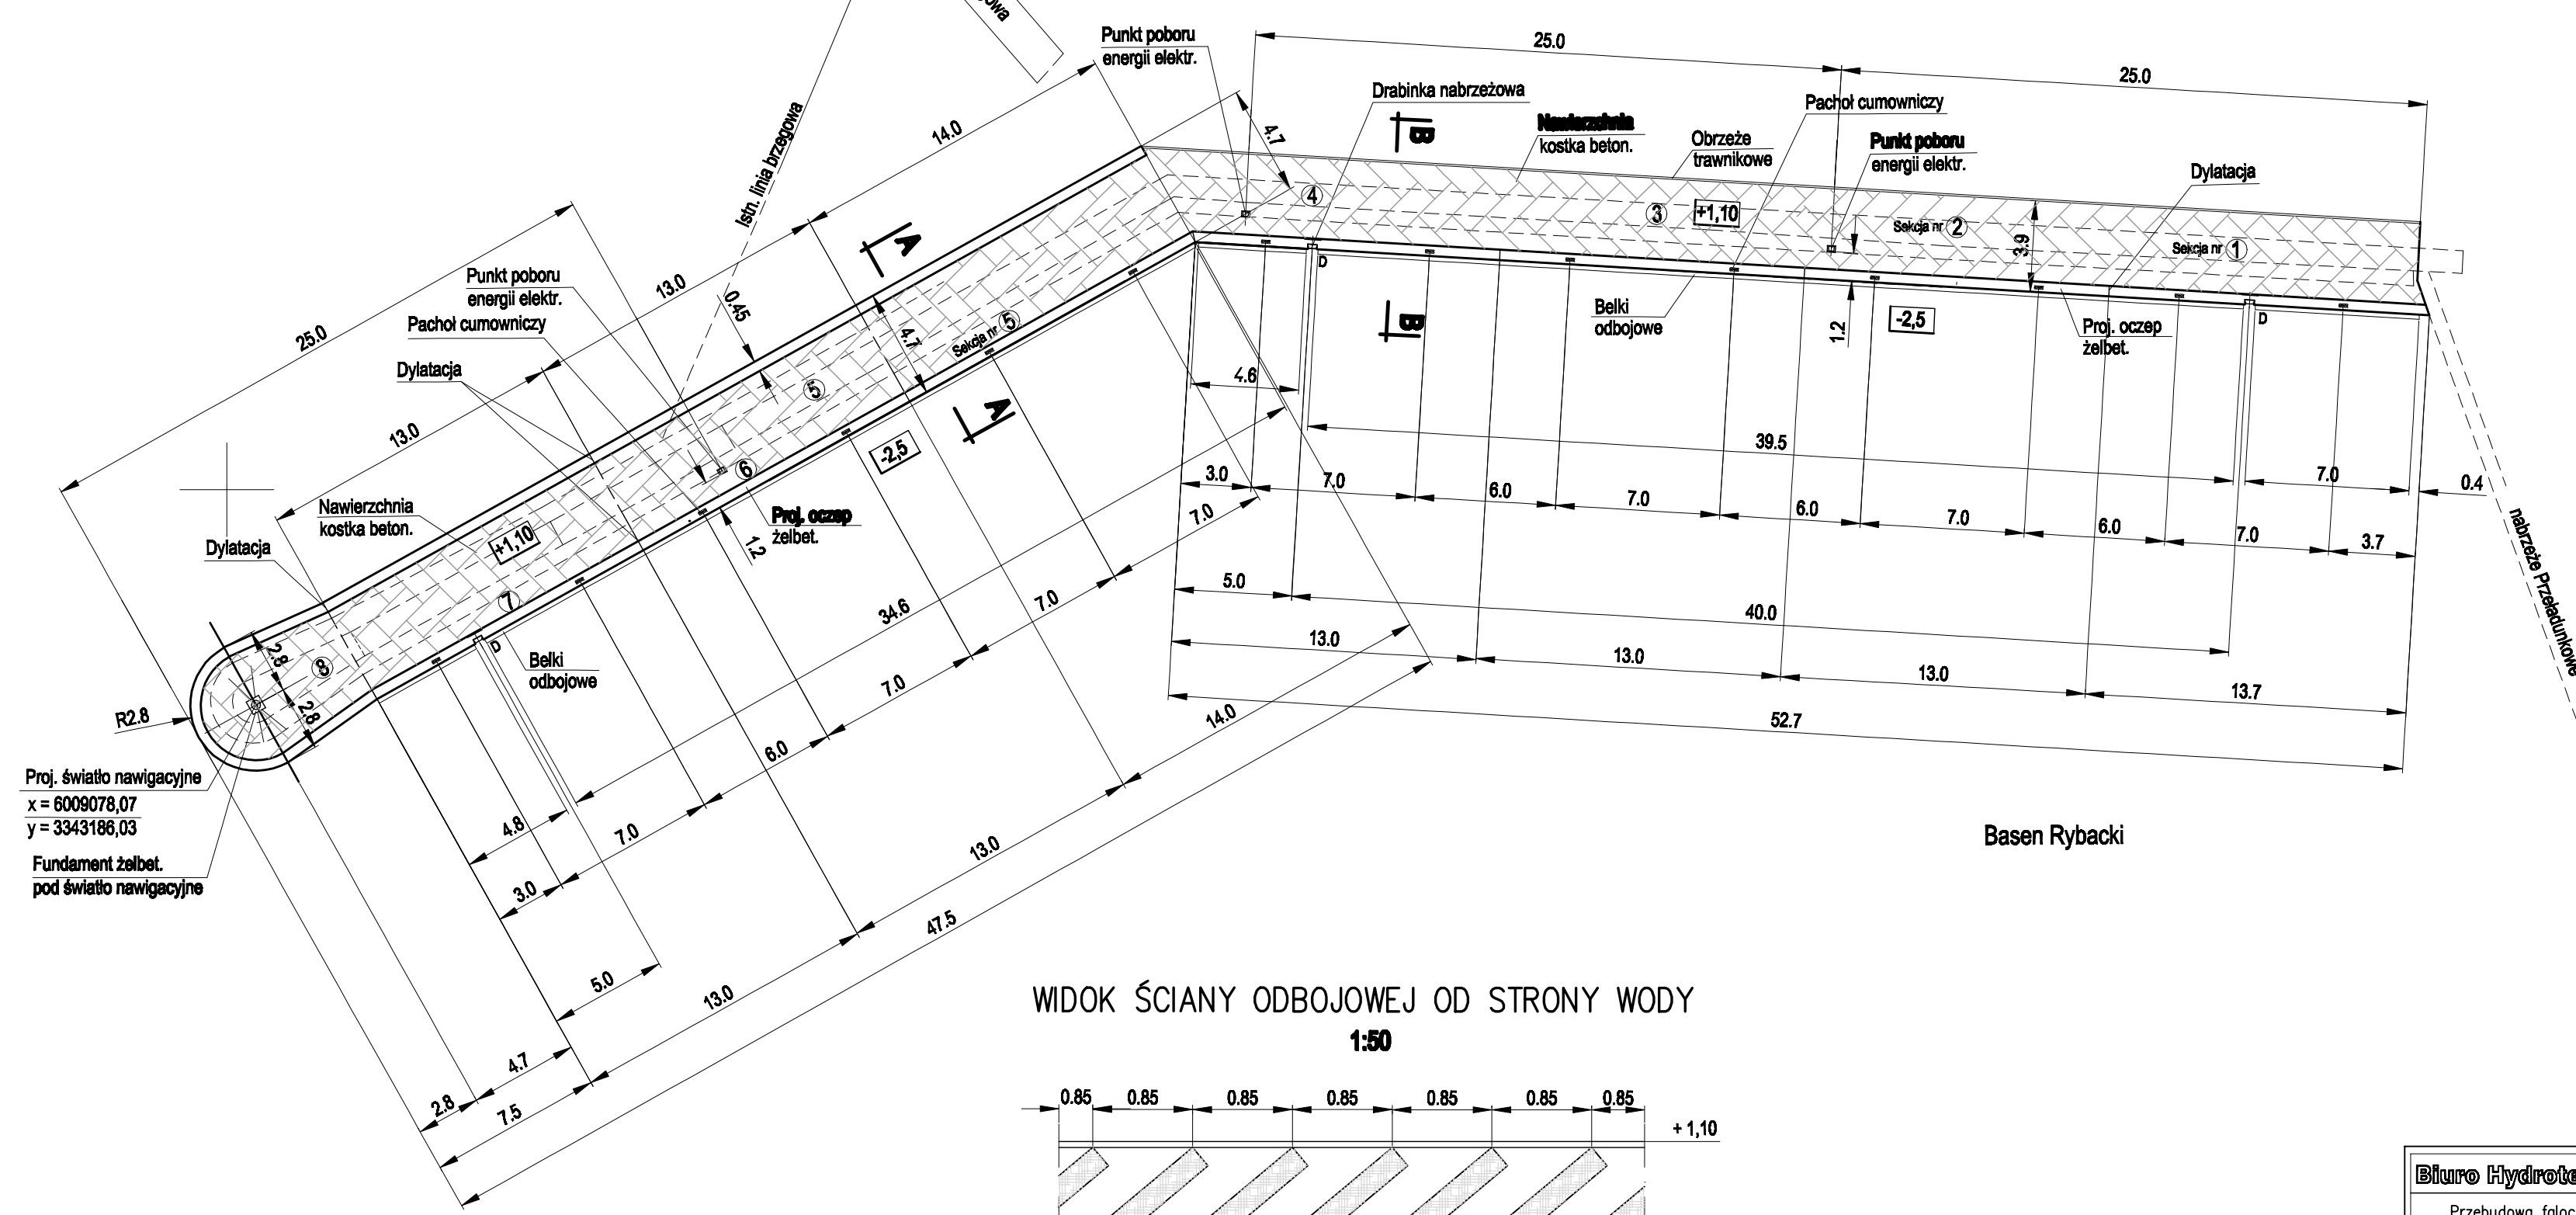 Punkt poboru
energii elektr.
25.0
25.0
Drabinka nabrzeżowa
Pachoł cumowniczy
Nawierzchnia
kostka beton.
Obrzeże
trawnikowe
Punkt poboru
energii elektr.
Dylatacja
14.0
4.7
B
Istn. linia brzegowa
4
3
+1,10
Sekcja nr 2
3.9
Sekcja nr 1
A
13.0
0.45
Punkt poboru
energii elektr.
Pachoł cumowniczy
25.0
Dylatacja
Sekcja nr 5
4.7
5
D
Belki
odbojowe
B
1.2
-2,5
Proj. oczep
żelbet.
D
4.6
A
13.0
-2,5
6
39.5
Nawierzchnia
kostka beton.
Dylatacja
+1,10
Proj. oczep
żelbet.
1.2
3.0
7.0
6.0
7.0
6.0
7.0
6.0
7.0
3.7
7.0
0.4
nabrzeże Przeładunkowe
7.0
7.0
34.6
7
5.0
40.0
8
2.8
2.8
D
Belki
odbojowe
7.0
13.0
13.0
13.0
13.7
R2.8
6.0
14.0
52.7
Proj. światło nawigacyjne
x = 6009078,07
y = 3343186,03
Fundament żelbet.
pod światło nawigacyjne
4.8
7.0
3.0
13.0
47.5
Basen Rybacki
5.0
13.0
4.7
2.8
7.5
WIDOK ŚCIANY ODBOJOWEJ OD STRONY WODY
1:50
0.85 0.85 0.85 0.85 0.85 0.85 0.85
+ 1,10
Biuro Hydrote
Przebudowa